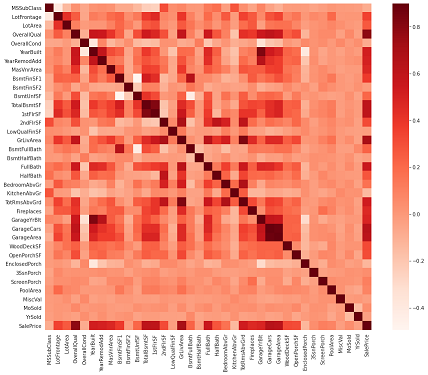 MSSubClass
LotFrontage
LotArea
OverallQual
OverallCond
YearBuilt
YearRemodAdd
MasVnrArea
BsmtFinSF1
BsmtFinSF2
BsmtUnfSF
TotalBsmtSF
1stFlrSF
2ndFlrSF
LowQualFinSF
GrLivArea
BsmtFullBath
BsmtHalfBath
FullBath
HalfBath
BedroomAbvGr
KitchenAbvGr
TotRmsAbvGrd
Fireplaces
GarageYrBlt
GarageCars
GarageArea
WoodDeckSF
OpenPorchSF
EnclosedPorch
3SsnPorch
ScreenPorch
PoolArea
MiscVal
MoSold
YrSold
SalePrice
MSSubClass
LotFrontage
LotArea
OverallQual
OverallCond
YearBuilt
YearRemodAdd
MasVnrArea
BsmtFinSF1
BsmtFinSF2
BsmtUnfSF
TotalBsmtSF
1stFlrSF
2ndFlrSF
LowQualFinSF
GrLivArea
BsmtFullBath
BsmtHalfBath
FullBath
HalfBath
BedroomAbvGr
KitchenAbvGr
TotRmsAbvGrd
Fireplaces
GarageYrBlt
GarageCars
GarageArea
WoodDeckSF
OpenPorchSF
EnclosedPorch
3SsnPorch
ScreenPorch
PoolArea
MiscVal
MoSold
YrSold
SalePrice
0.8
0.6
0.4
0.2
0.0
−0.2
−0.4